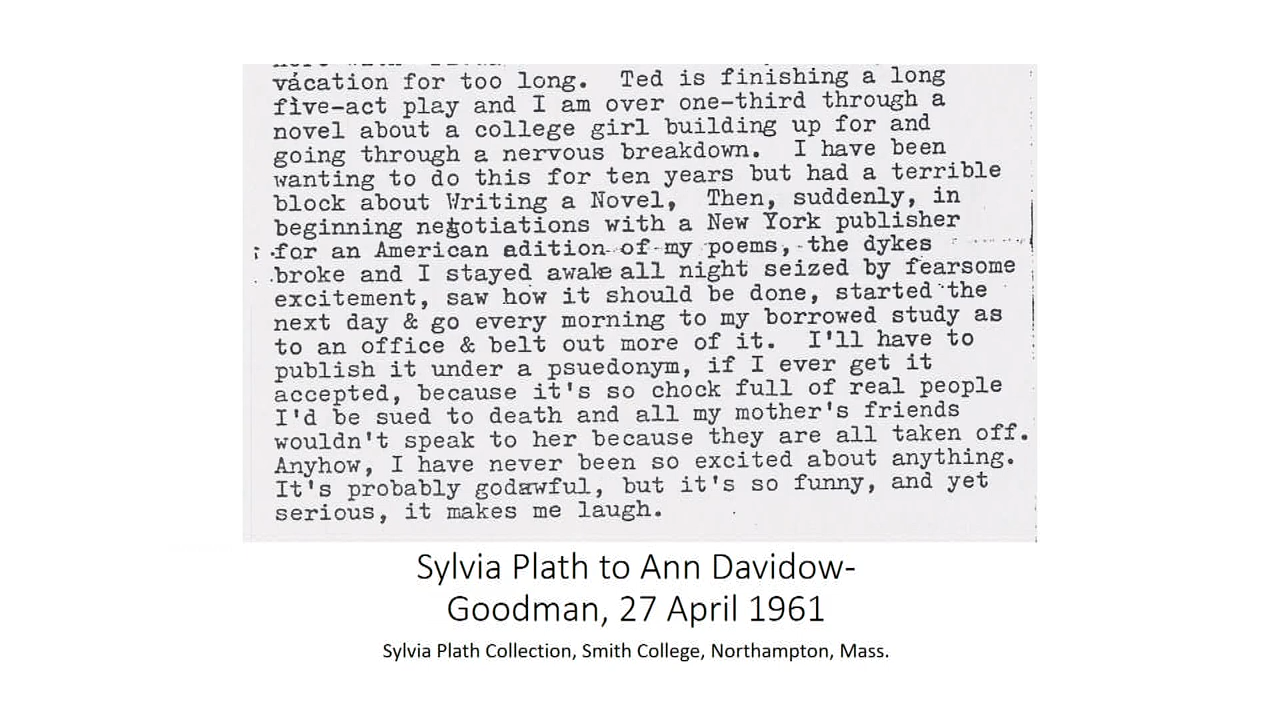 vacation for too long.  Ted is finishing a long
five-act play and I am over one-third through a
novel about a college girl building up for and
going through a nervous breakdown.  I have been
wanting to do this for ten years but had a terrible
block about Writing a Novel,  Then, suddenly, in
beginning negotiations with a New York publisher
for an American edition of my poems, the dykes
broke and I stayed awake all night seized by fearsome
excitement, saw how it should be done, started the
next day & go every morning to my borrowed study as
to an office & belt out more of it.  I'll have to
publish it under a psuedonym, if I ever get it
accepted, because it's so chock full of real people
I'd be sued to death and all my mother's friends
wouldn't speak to her because they are all taken off.
Anyhow, I have never been so excited about anything.
It's probably godawful, but it's so funny, and yet
serious, it makes me laugh.
Sylvia Plath to Ann Davidow-
Goodman, 27 April 1961
Sylvia Plath Collection, Smith College, Northampton, Mass.